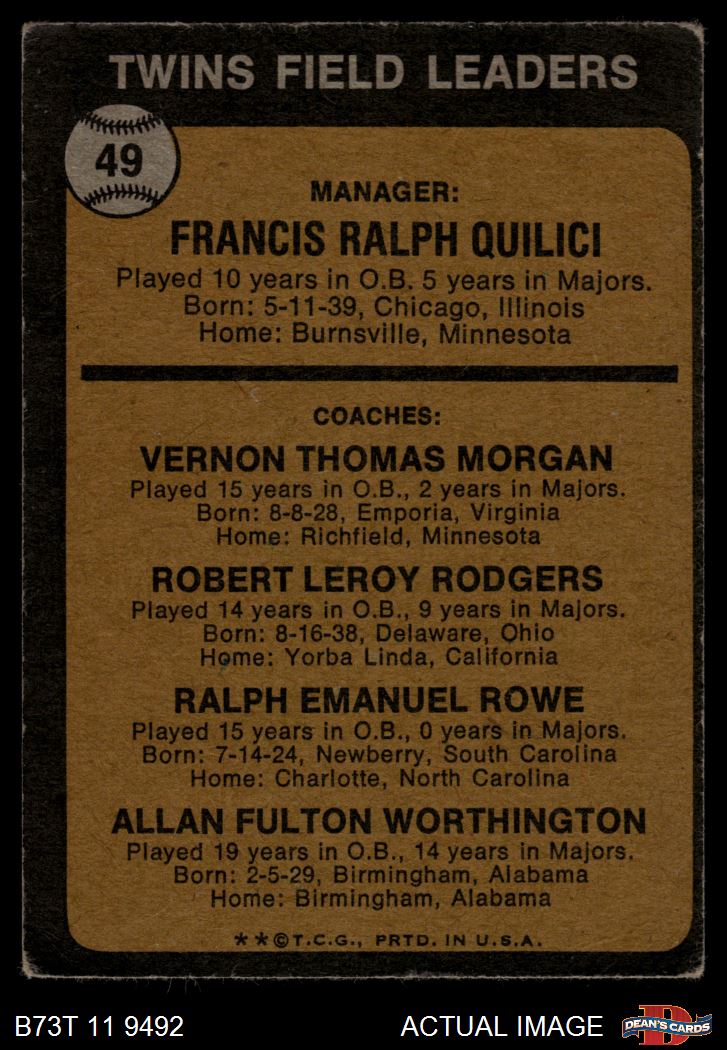 TWINS FIELD LEADERS
49
MANAGER:
FRANCIS RALPH QUILICI
Played 10 years in O.B. 5 years in Majors.
Born: 5-11-39, Chicago, Illinois
Home: Burnsville, Minnesota
COACHES:
VERNON THOMAS MORGAN
Played 15 years in O.B., 2 years in Majors.
Born: 8-8-28, Emporia, Virginia
Home: Richfield, Minnesota
ROBERT LEROY RODGERS
Played 14 years in O.B., 9 years in Majors.
Born: 8-16-38, Delaware, Ohio
Home: Yorba Linda, California
RALPH EMANUEL ROWE
Played 15 years in O.B., 0 years in Majors.
Born: 7-14-24, Newberry, South Carolina
Home: Charlotte, North Carolina
ALLAN FULTON WORTHINGTON
Played 19 years in O.B., 14 years in Majors.
Born: 2-5-29, Birmingham, Alabama
Home: Birmingham, Alabama
**©T.C.G., PRTD. IN U.S.A.
B73T 11 9492
ACTUAL IMAGE
D
DEAN'S CARDS